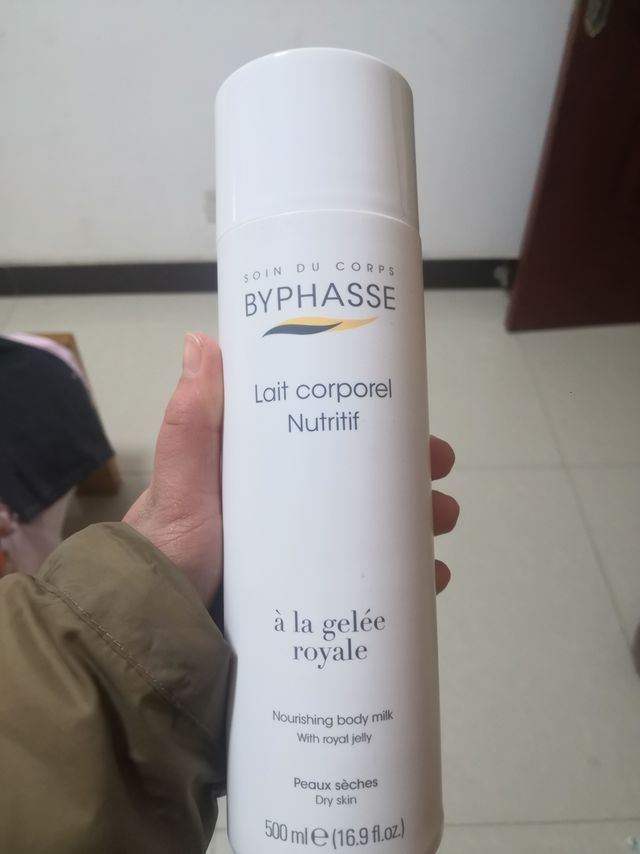 SOIN DU CORPS
BYPHASSE
Lait corporel
Nutritif
à la gelée
royale
Nourishing body milk
With royal jelly
Peaux sèches
Dry skin
500 ml ℮ (16.9 fl.oz.)